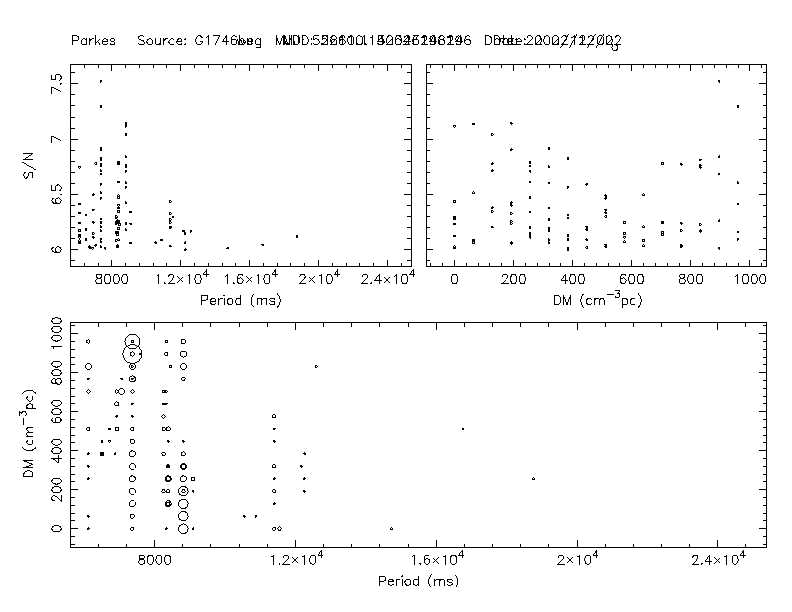 Parkes Source: G1746
7.5
7
6.5
6
S/N
8000 1.2×10⁴ 1.6×10⁴ 2×10⁴ 2.4×10⁴
Period (ms)
0 200 400 600 800 1000
DM (cm⁻³pc)
1000
800
600
400
200
0
DM (cm⁻³pc)
8000 1.2×10⁴ 1.6×10⁴ 2×10⁴ 2.4×10⁴
Period (ms)